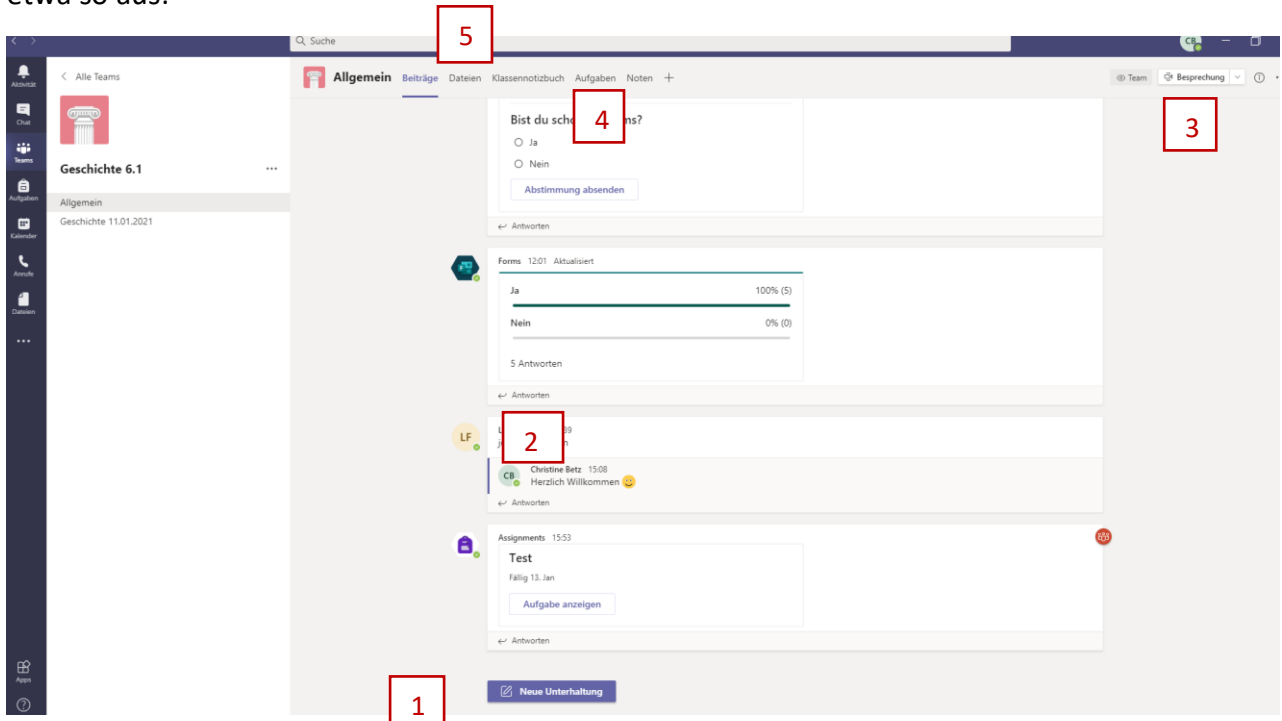 etwa so aus:
5
Suche
CB
Aktivität
Chat
Teams
Aufgaben
Kalender
Anrufe
Dateien
Apps
Alle Teams
Geschichte 6.1
Allgemein
Geschichte 11.01.2021
Allgemein Beiträge Dateien Klassennotizbuch Aufgaben Noten
Team Besprechung
4
3
Bist du sch ms?
Ja
Nein
Abstimmung absenden
Antworten
Forms 12:01 Aktualisiert
Ja 100% (5)
Nein 0% (0)
5 Antworten
Antworten
LF
2
CB
Christine Betz 15:08
Herzlich Willkommen
Antworten
Assignments 15:53
Test
Fällig 13. Jan
Aufgabe anzeigen
Antworten
1
Neue Unterhaltung